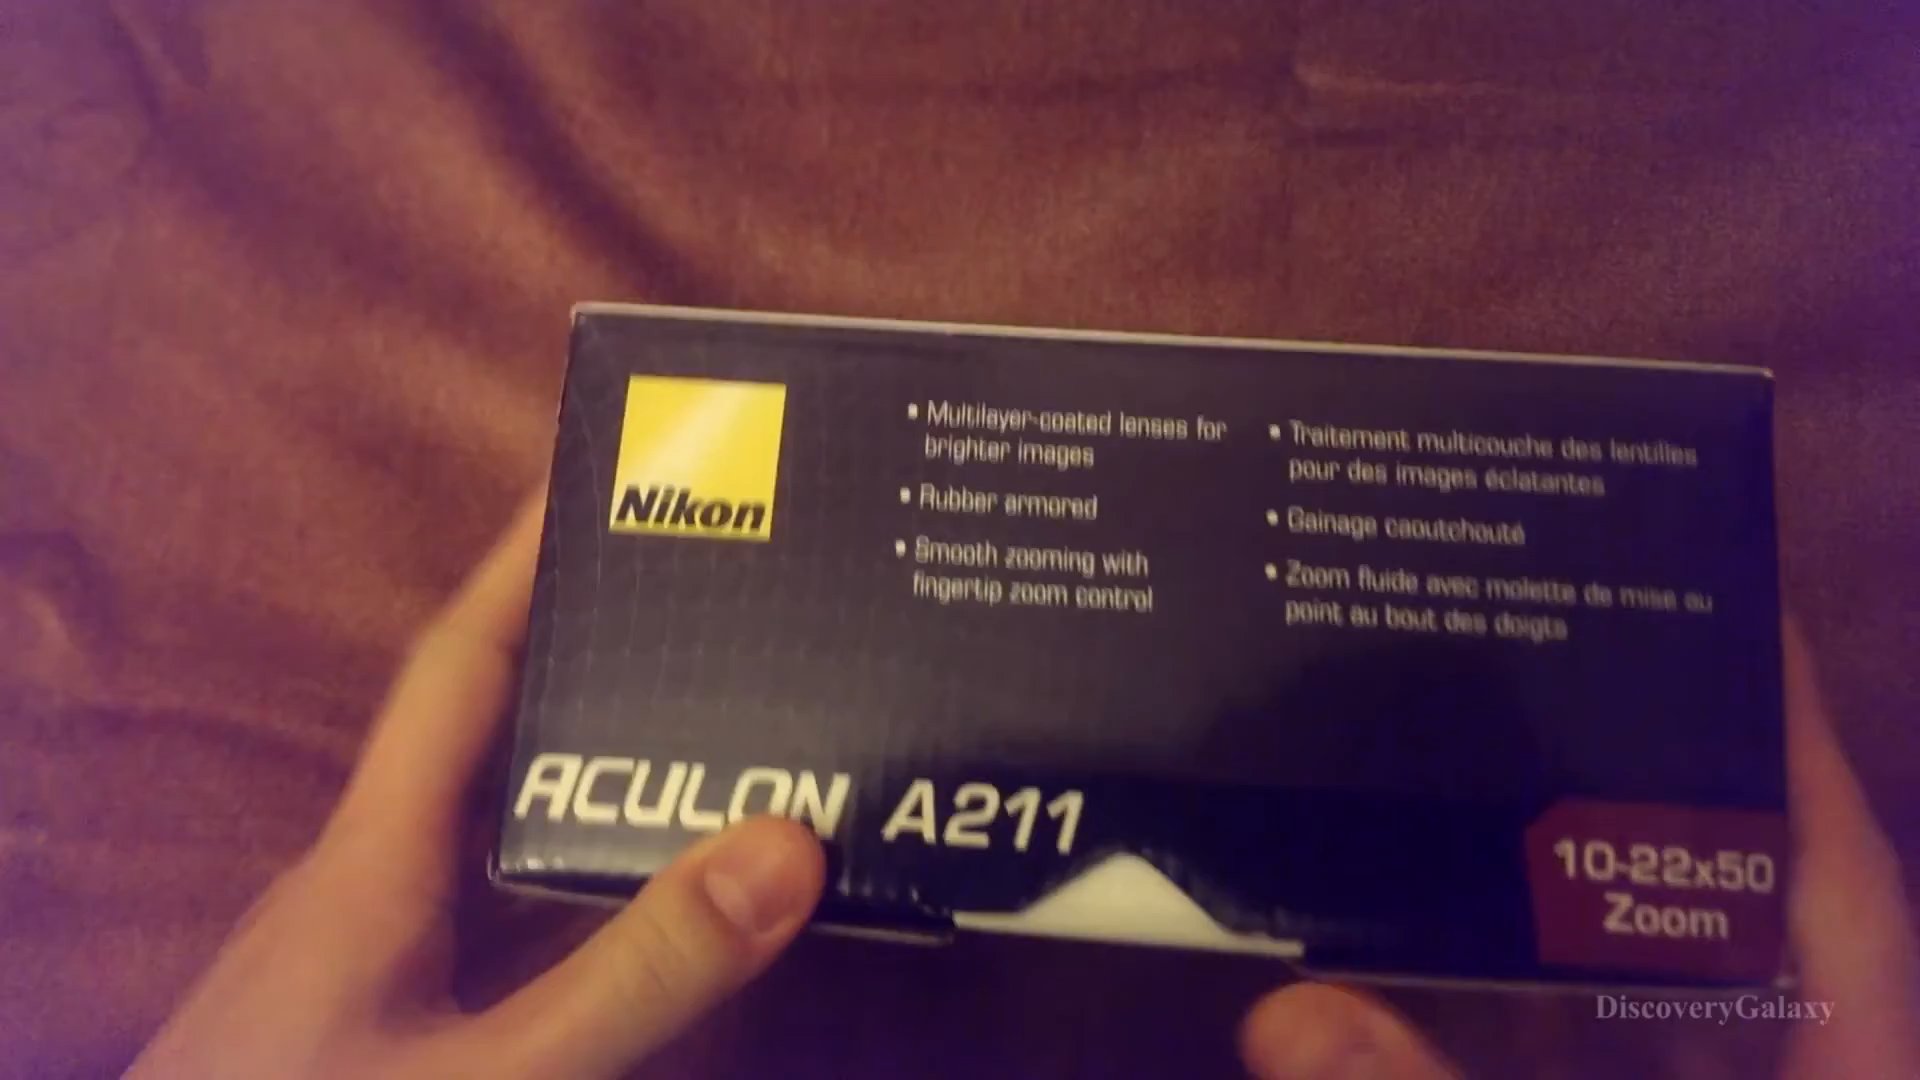 Nikon
• Multilayer-coated lenses for
brighter images
• Rubber armored
• Smooth zooming with
fingertip zoom control
• Traitement multicouche des lentilles
pour des images éclatantes
• Gainage caoutchouté
• Zoom fluide avec molette de mise au
point au bout des doigts
ACULON A211
10-22x50
Zoom
DiscoveryGalaxy